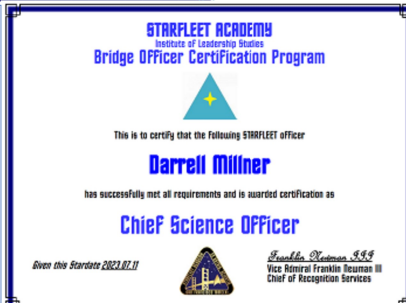 STARFLEET ACADEMY
Institute of Leadership Studies
Bridge Officer Certification Program
This is to certify that the following STARFLEET officer
Darrell Millner
has successfully met all requirements and is awarded certification as
Chief Science Officer
Given this Stardate 2023.07.11
Franklin Newman III
Vice Admiral Franklin Newman III
Chief of Recognition Services